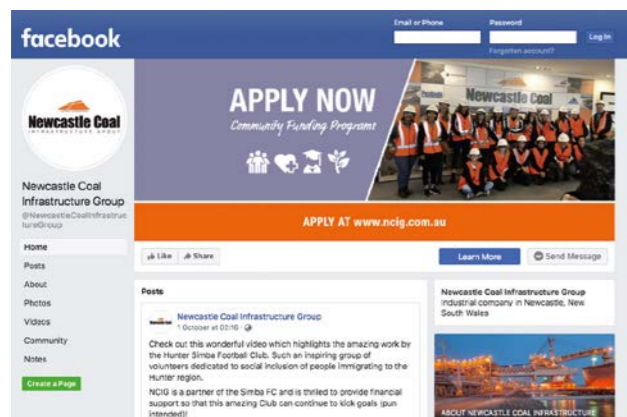 facebook
Email or Phone
Password
Log In
Forgotten account?
Newcastle Coal
INFRASTRUCTURE GROUP
APPLY NOW
Community Funding Program
Newcastle Coal
APPLY AT www.ncig.com.au
Newcastle Coal
Infrastructure Group
@NewcastleCoalInfrastruc
tureGroup
Home
Posts
About
Photos
Videos
Community
Notes
Create a Page
Like
Share
Learn More
Send Message
Posts
Newcastle Coal Infrastructure Group
1 October at 02:16
Check out this wonderful video which highlights the amazing work by
the Hunter Simba Football Club. Such an inspiring group of
volunteers dedicated to social inclusion of people immigrating to the
Hunter region.
NCIG is a partner of the Simba FC and is thrilled to provide financial
support so that this amazing Club can continue to kick goals (pun
intended)!
Newcastle Coal Infrastructure Group
Industrial company in Newcastle, New
South Wales
ABOUT NEWCASTLE COAL INFRASTRUCTURE